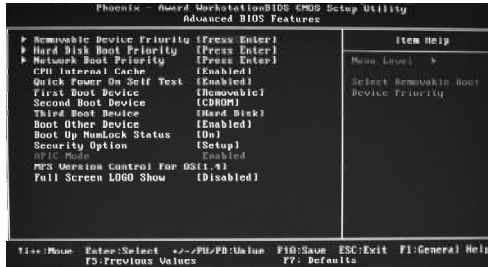 Phoenix - Award WorkstationBIOS CMOS Setup Utility
Advanced BIOS Features
Removable Device Priority [Press Enter]
Hard Disk Boot Priority [Press Enter]
Network Boot Priority [Press Enter]
CPU Internal Cache [Enabled]
Quick Power On Self Test [Enabled]
First Boot Device [Removable]
Second Boot Device [CDROM]
Third Boot Device [Hard Disk]
Boot Other Device [Enabled]
Boot Up NumLock Status [On]
Security Option [Setup]
APIC Mode Enabled
MPS Version Control For OS[1.4]
Full Screen LOGO Show [Disabled]
Item Help
Menu Level
Select Removable Boot
Device Priority
:Move Enter:Select +/-/PU/PD:Value F10:Save ESC:Exit F1:General Help
F5:Previous Values F7: Defaults